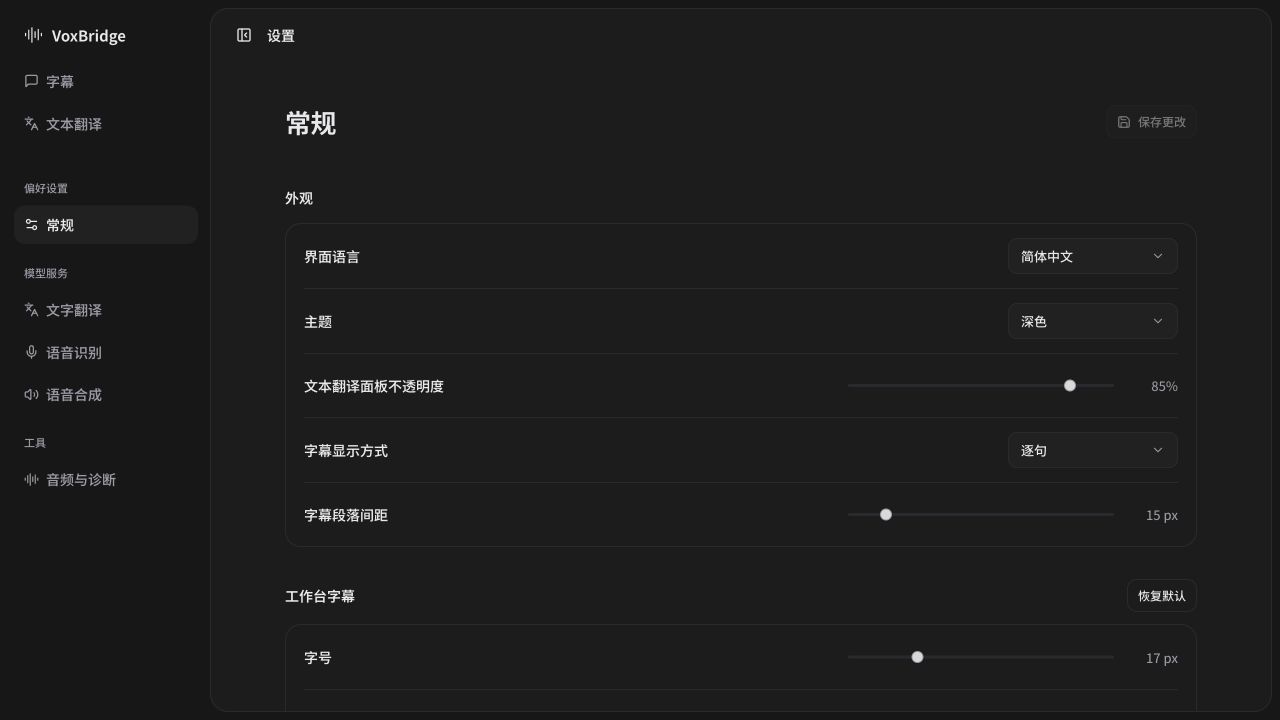 VoxBridge
字幕
文本翻译
偏好设置
常规
模型服务
文字翻译
语音识别
语音合成
工具
音频与诊断
设置
常规
保存更改
外观
界面语言
简体中文
主题
深色
文本翻译面板不透明度
85%
字幕显示方式
逐句
字幕段落间距
15 px
工作台字幕
恢复默认
字号
17 px